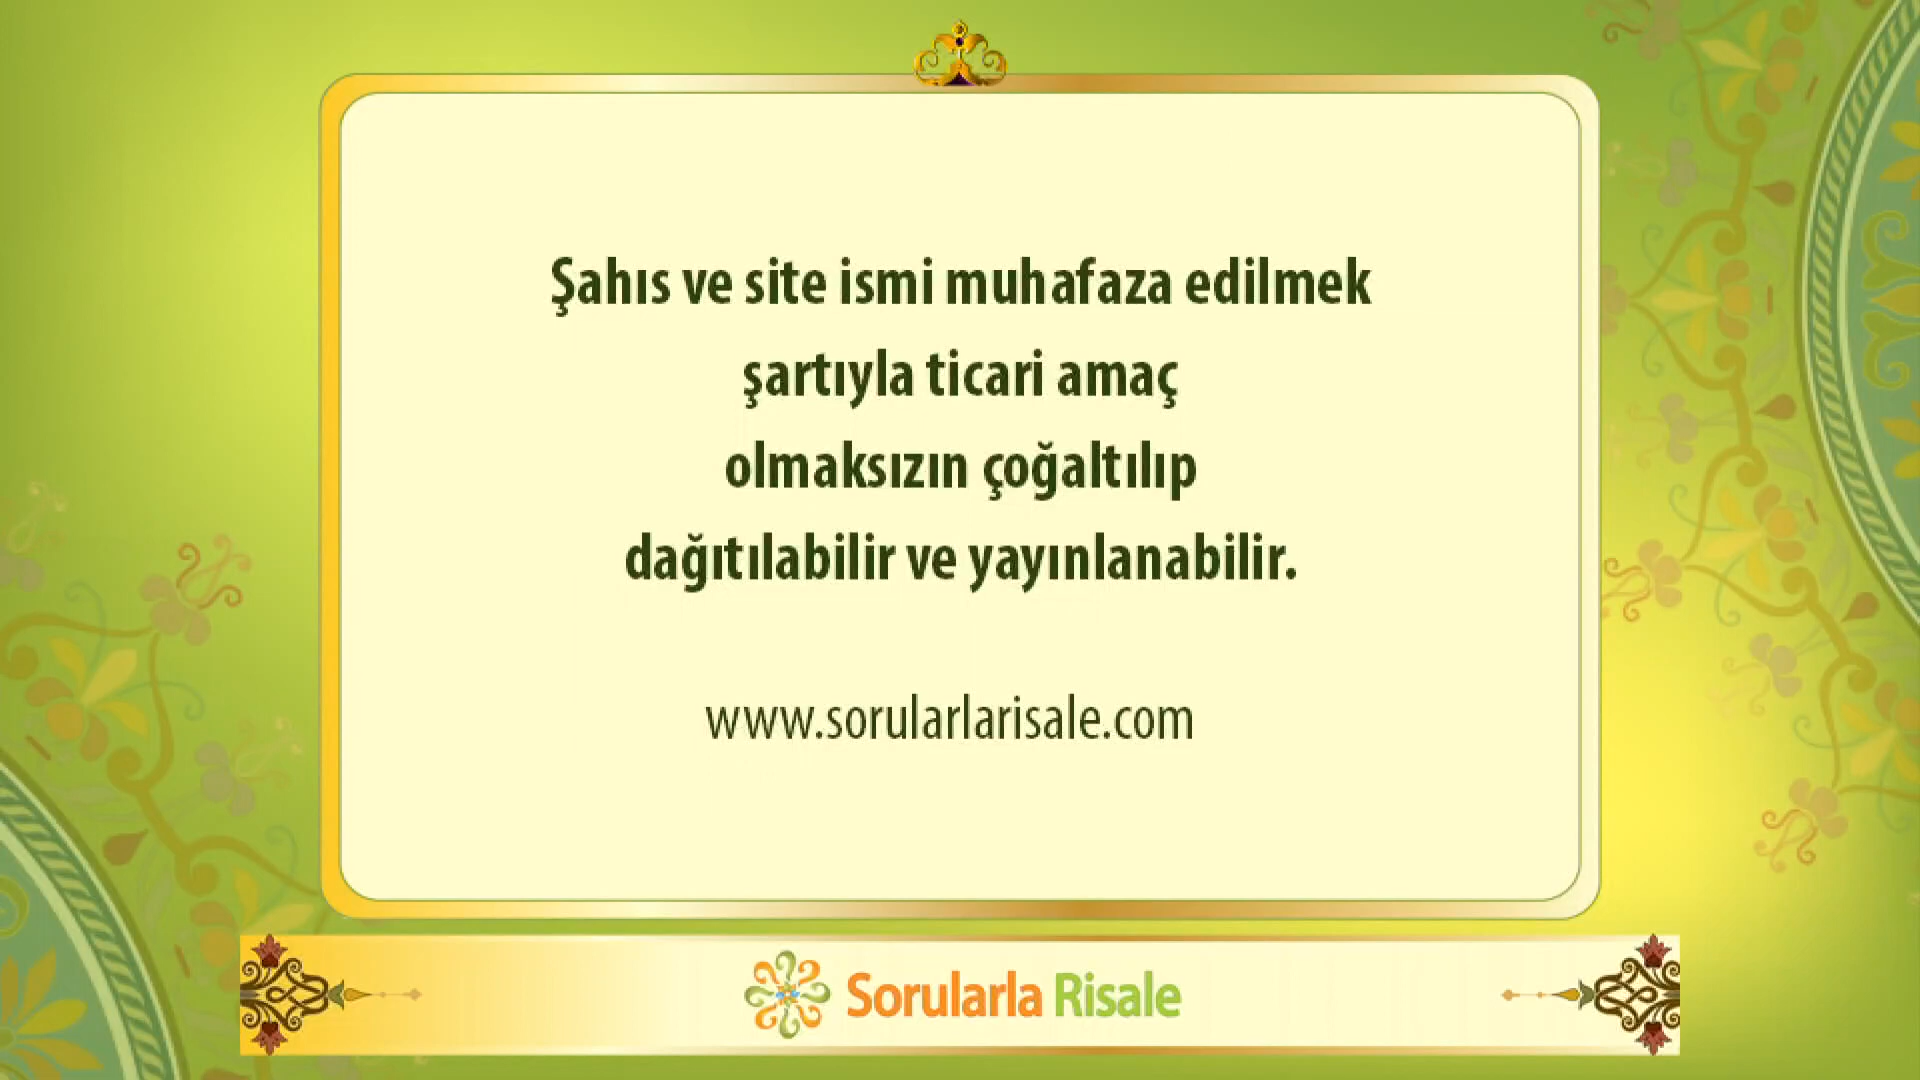 Şahıs ve site ismi muhafaza edilmek
şartıyla ticari amaç
olmaksızın çoğaltılıp
dağıtılabilir ve yayınlanabilir.
www.sorularlarisale.com
Sorularla Risale